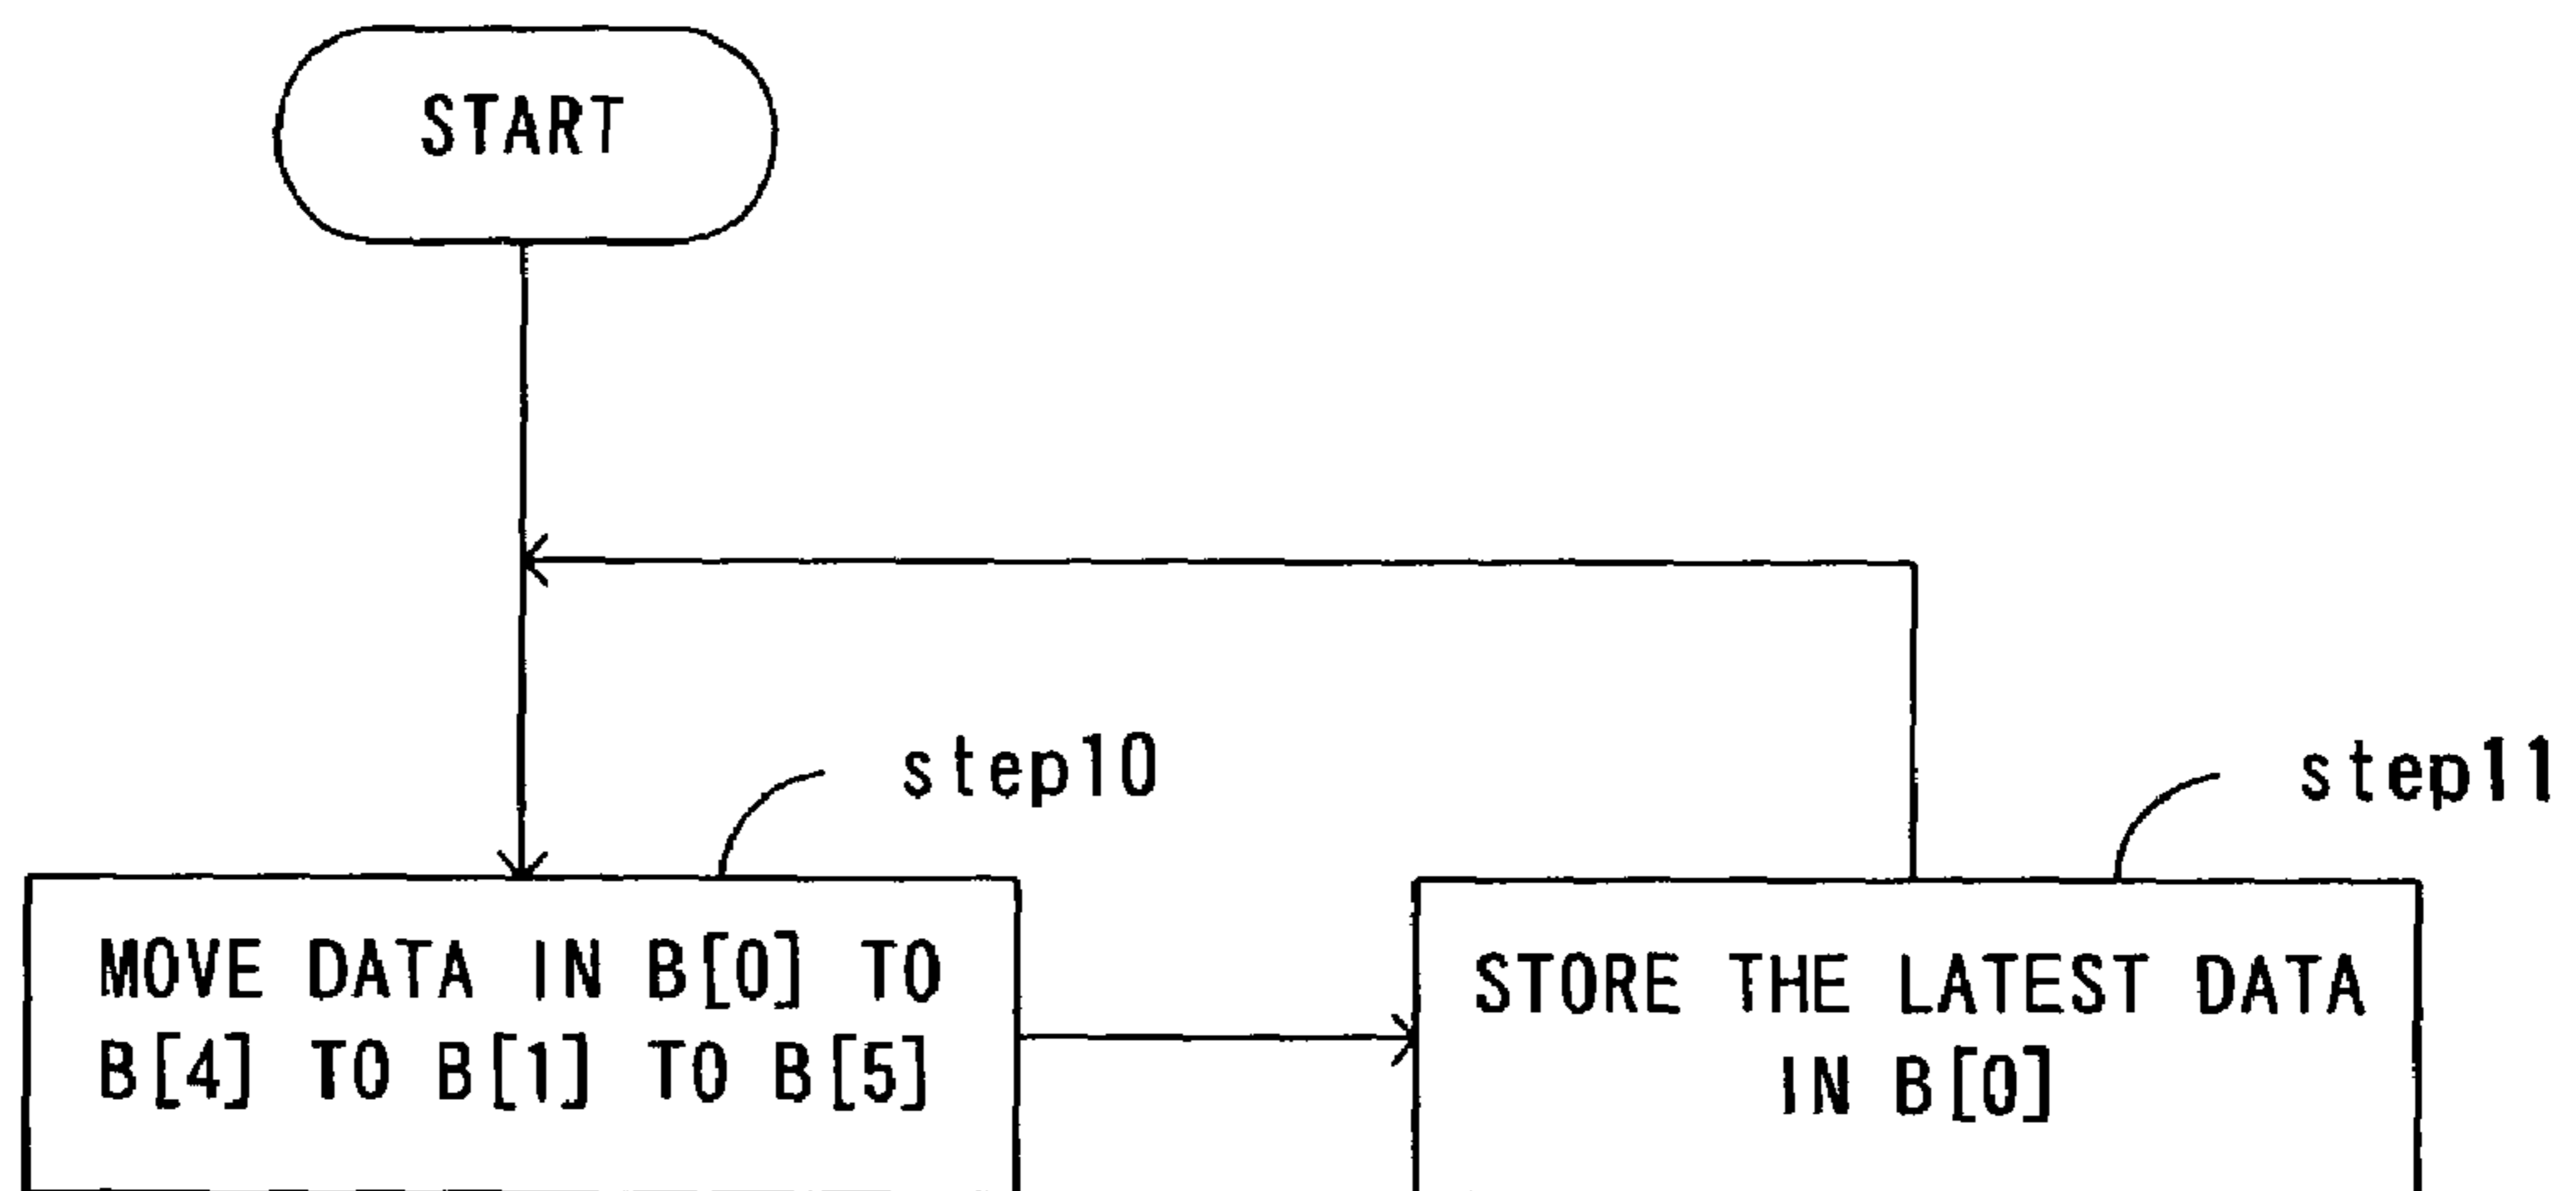 START
step10
step11
MOVE DATA IN B[0] TO
B[4] TO B[1] TO B[5]
STORE THE LATEST DATA
IN B[0]